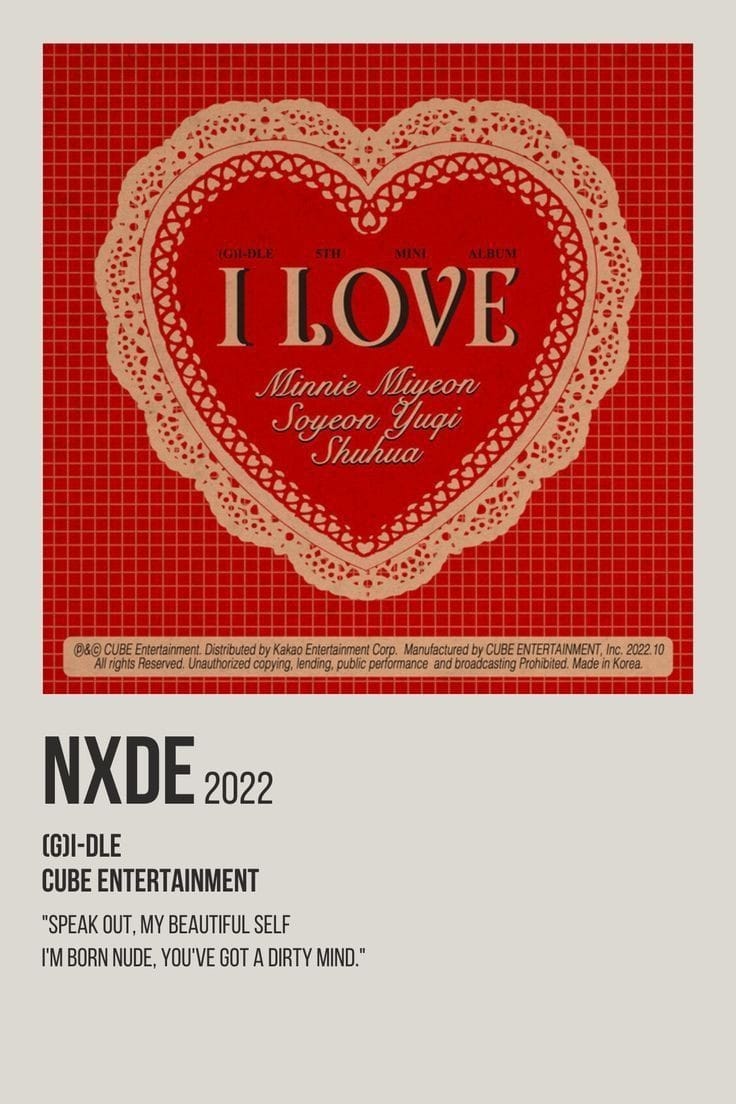 (G)I-DLE 5TH MINI ALBUM
I LOVE
Minnie Miyeon
Soyeon Yuqi
Shuhua
℗&© CUBE Entertainment. Distributed by Kakao Entertainment Corp. Manufactured by CUBE ENTERTAINMENT, Inc. 2022.10
All rights Reserved. Unauthorized copying, lending, public performance and broadcasting Prohibited. Made in Korea.
NXDE 2022
(G)I-DLE
CUBE ENTERTAINMENT
"SPEAK OUT, MY BEAUTIFUL SELF
I'M BORN NUDE, YOU'VE GOT A DIRTY MIND."